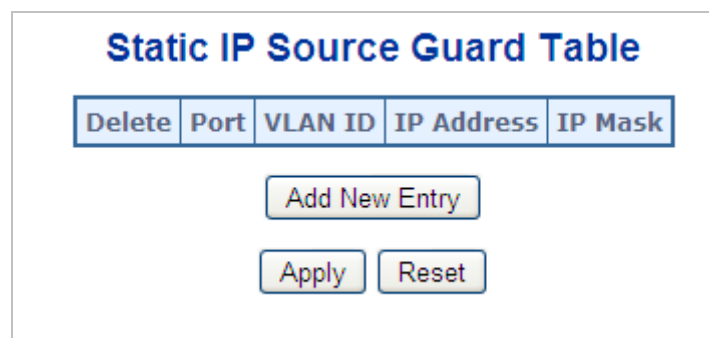 Static IP Source Guard Table
Delete Port VLAN ID IP Address IP Mask
Add New Entry
Apply Reset